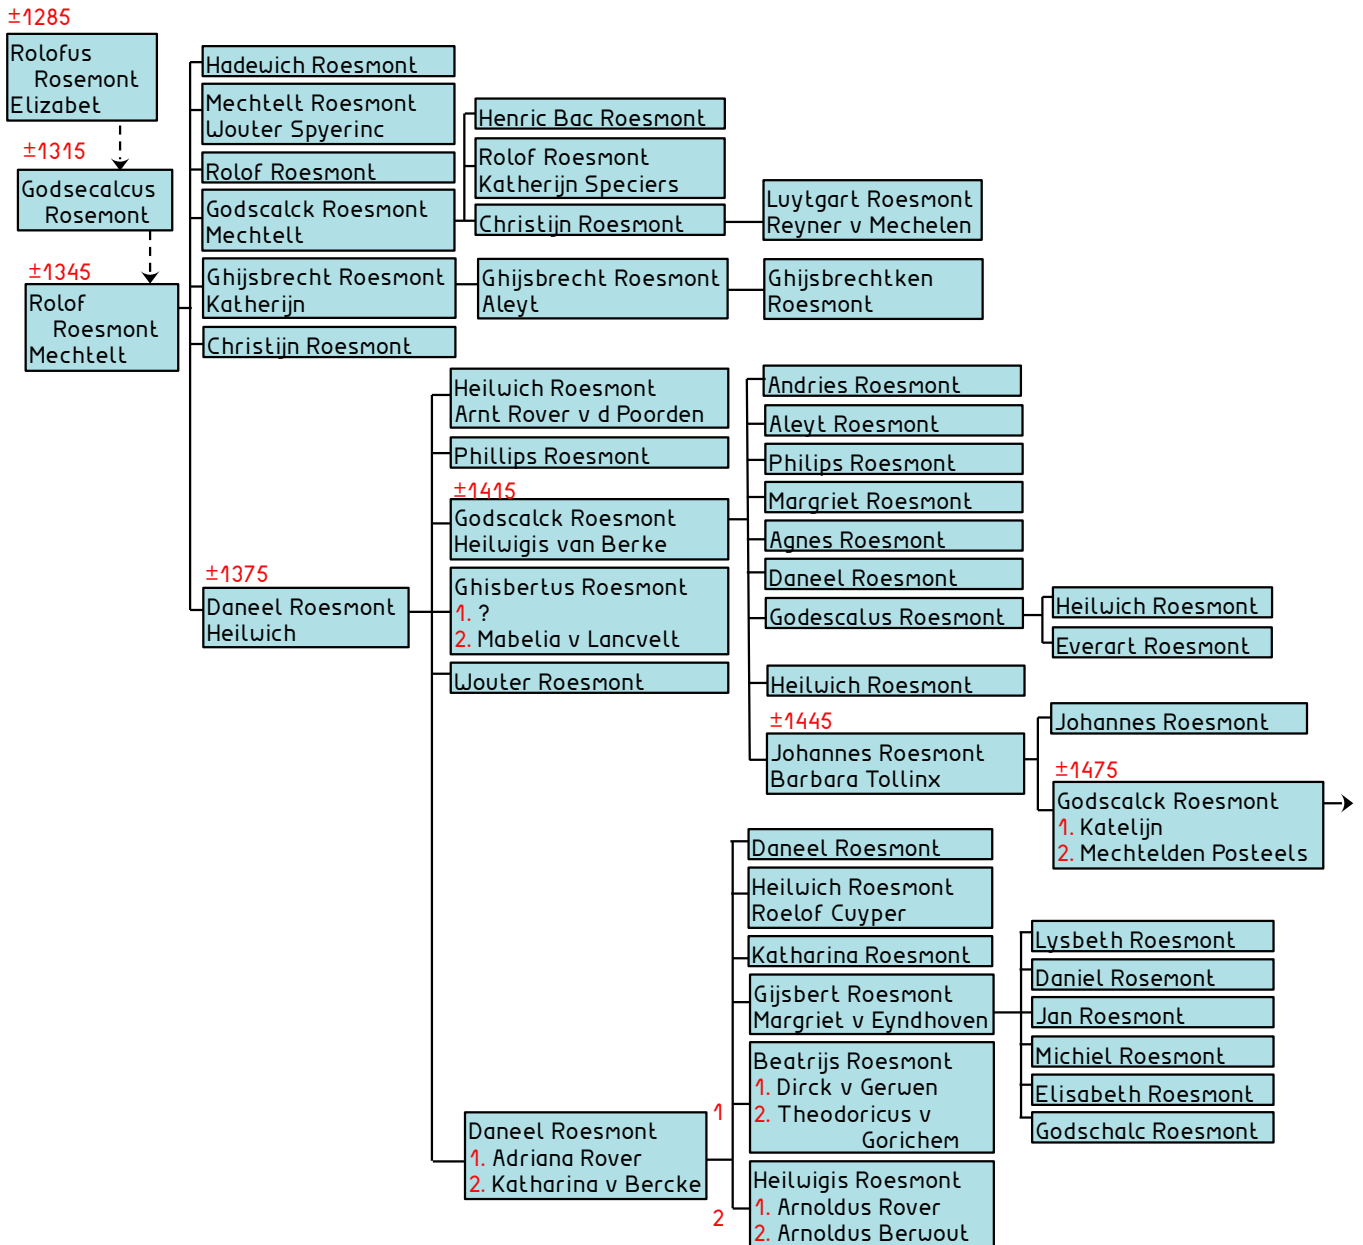 ±1285
Rolofus
Rosemont
Elizabet
±1315
Godsecalcus
Rosemont
±1345
Rolof
Roesmont
Mechtelt
Hadewich Roesmont
Mechtelt Roesmont
Wouter Spyerinc
Rolof Roesmont
Godscalck Roesmont
Mechtelt
Ghijsbrecht Roesmont
Katherijn
Christijn Roesmont
±1375
Daneel Roesmont
Heilwich
Henric Bac Roesmont
Rolof Roesmont
Katherijn Speciers
Christijn Roesmont
Luytgart Roesmont
Reyner v Mechelen
Ghijsbrecht Roesmont
Aleyt
Ghijsbrechtken
Roesmont
Heilwich Roesmont
Arnt Rover v d Poorden
Phillips Roesmont
±1415
Godscalck Roesmont
Heilwigis van Berke
Ghisbertus Roesmont
1. ?
2. Mabelia v Lancvelt
Wouter Roesmont
Daneel Roesmont
1. Adriana Rover
2. Katharina v Bercke
Andries Roesmont
Aleyt Roesmont
Philips Roesmont
Margriet Roesmont
Agnes Roesmont
Daneel Roesmont
Godescalus Roesmont
Heilwich Roesmont
±1445
Johannes Roesmont
Barbara Tollinx
Heilwich Roesmont
Everart Roesmont
Johannes Roesmont
±1475
Godscalck Roesmont
1. Katelijn
2. Mechtelden Posteels
1
2
Daneel Roesmont
Heilwich Roesmont
Roelof Cuyper
Katharina Roesmont
Gijsbert Roesmont
Margriet v Eyndhoven
Beatrijs Roesmont
1. Dirck v Gerwen
2. Theodoricus v
Gorichem
Heilwigis Roesmont
1. Arnoldus Rover
2. Arnoldus Berwout
Lysbeth Roesmont
Daniel Rosemont
Jan Roesmont
Michiel Roesmont
Elisabeth Roesmont
Godschalc Roesmont